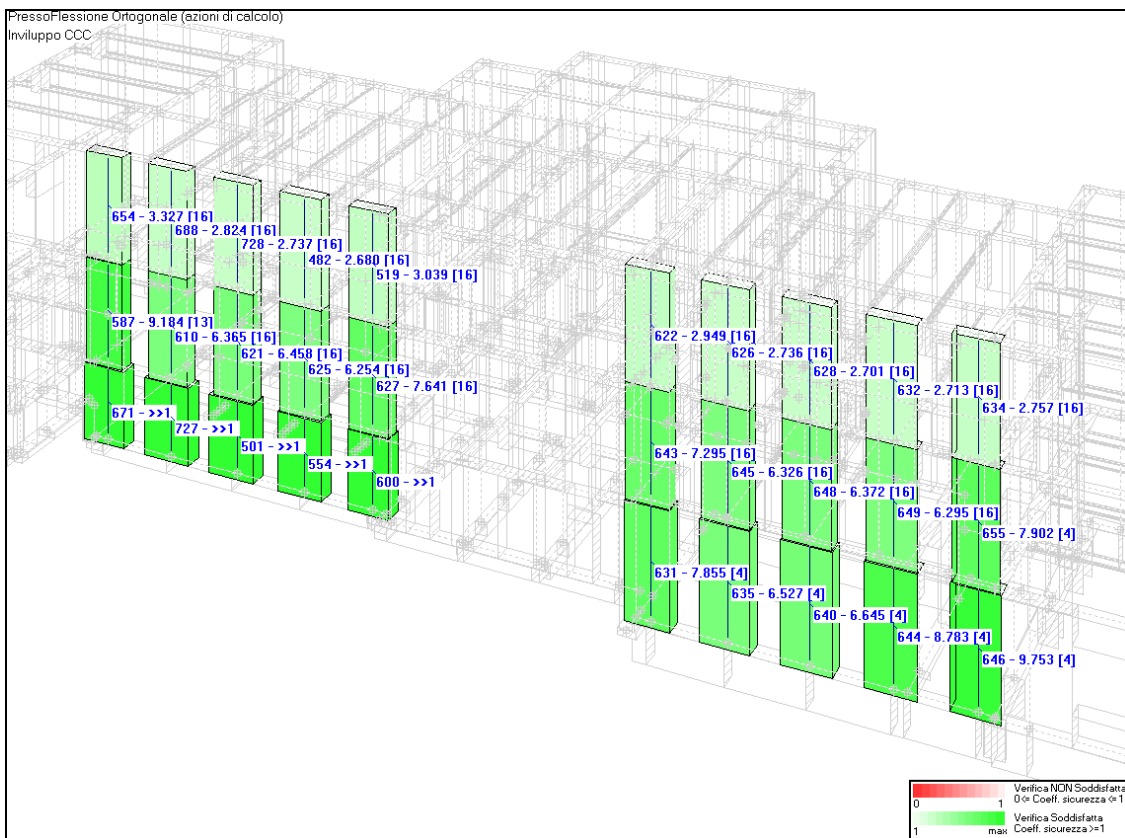 PressoFlessione Ortogonale (azioni di calcolo)
Inviluppo CCC
654 - 3.327 [16]
688 - 2.824 [16]
728 - 2.737 [16]
482 - 2.680 [16]
519 - 3.039 [16]
587 - 9.184 [13]
610 - 6.365 [16]
621 - 6.458 [16]
625 - 6.254 [16]
627 - 7.641 [16]
671 - >>1
727 - >>1
501 - >>1
554 - >>1
600 - >>1
622 - 2.949 [16]
626 - 2.736 [16]
628 - 2.701 [16]
632 - 2.713 [16]
634 - 2.757 [16]
643 - 7.295 [16]
645 - 6.326 [16]
648 - 6.372 [16]
649 - 6.295 [16]
655 - 7.902 [4]
631 - 7.855 [4]
635 - 6.527 [4]
640 - 6.645 [4]
644 - 8.783 [4]
646 - 9.753 [4]
Verifica NON Soddisfatta
0 <= Coeff. sicurezza <= 1
0 1
Verifica Soddisfatta
Coeff. sicurezza >=1
1 max